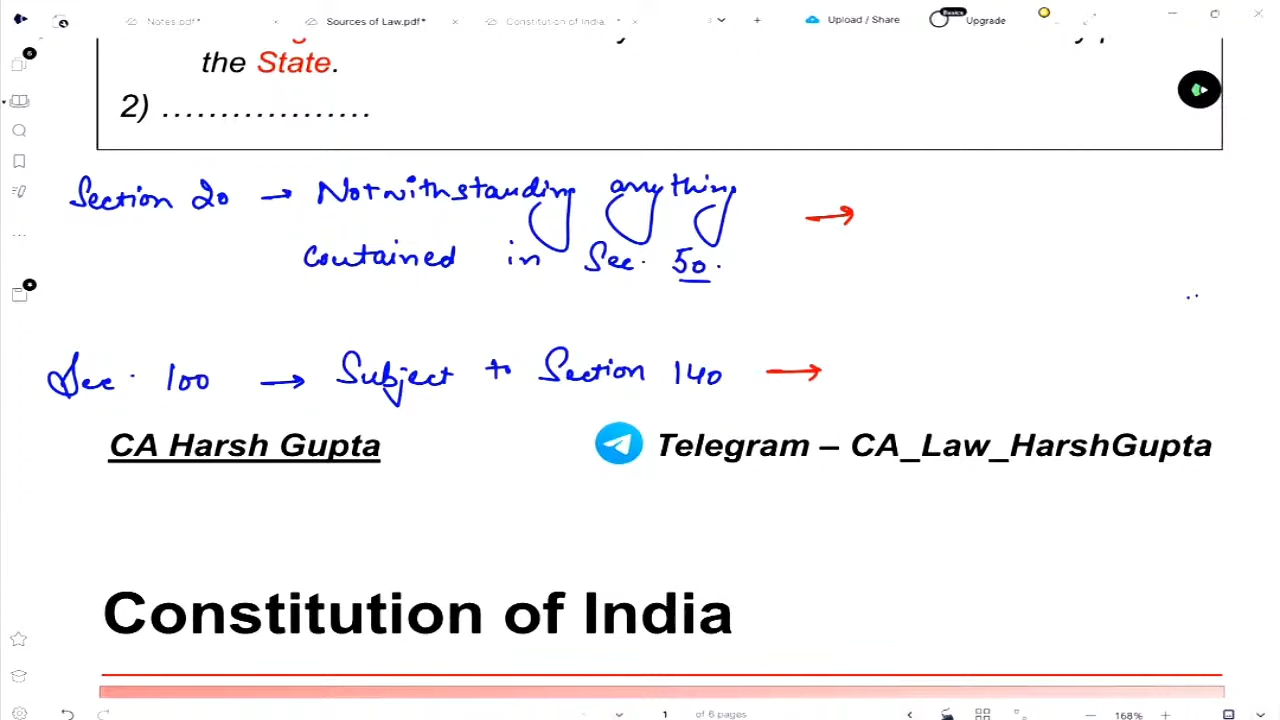 Notes.pdf*
Sources of Law.pdf*
Constitution of India. *
Upload / Share
Basics
Upgrade
the State.
2) ………………
Section 20 → Notwithstanding anything →
contained in Sec. 50.
Sec. 100 → Subject to Section 140 →
CA Harsh Gupta
Telegram – CA_Law_HarshGupta
Constitution of India
1 of 6 pages
168%